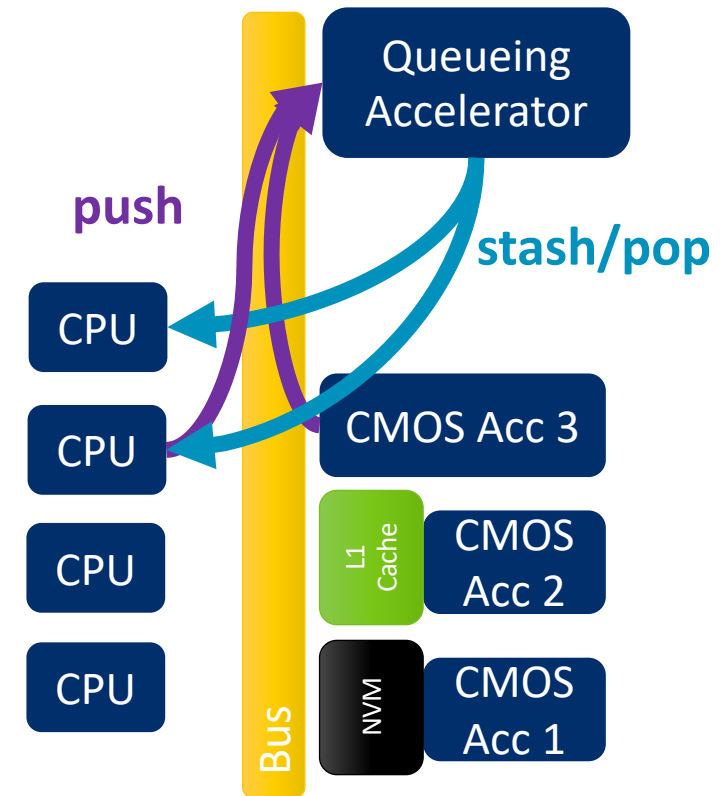 Queueing
Accelerator
push
stash/pop
CPU
CPU
CMOS Acc 3
CPU
L1
Cache
CMOS
Acc 2
CPU
NVM
CMOS
Acc 1
Bus